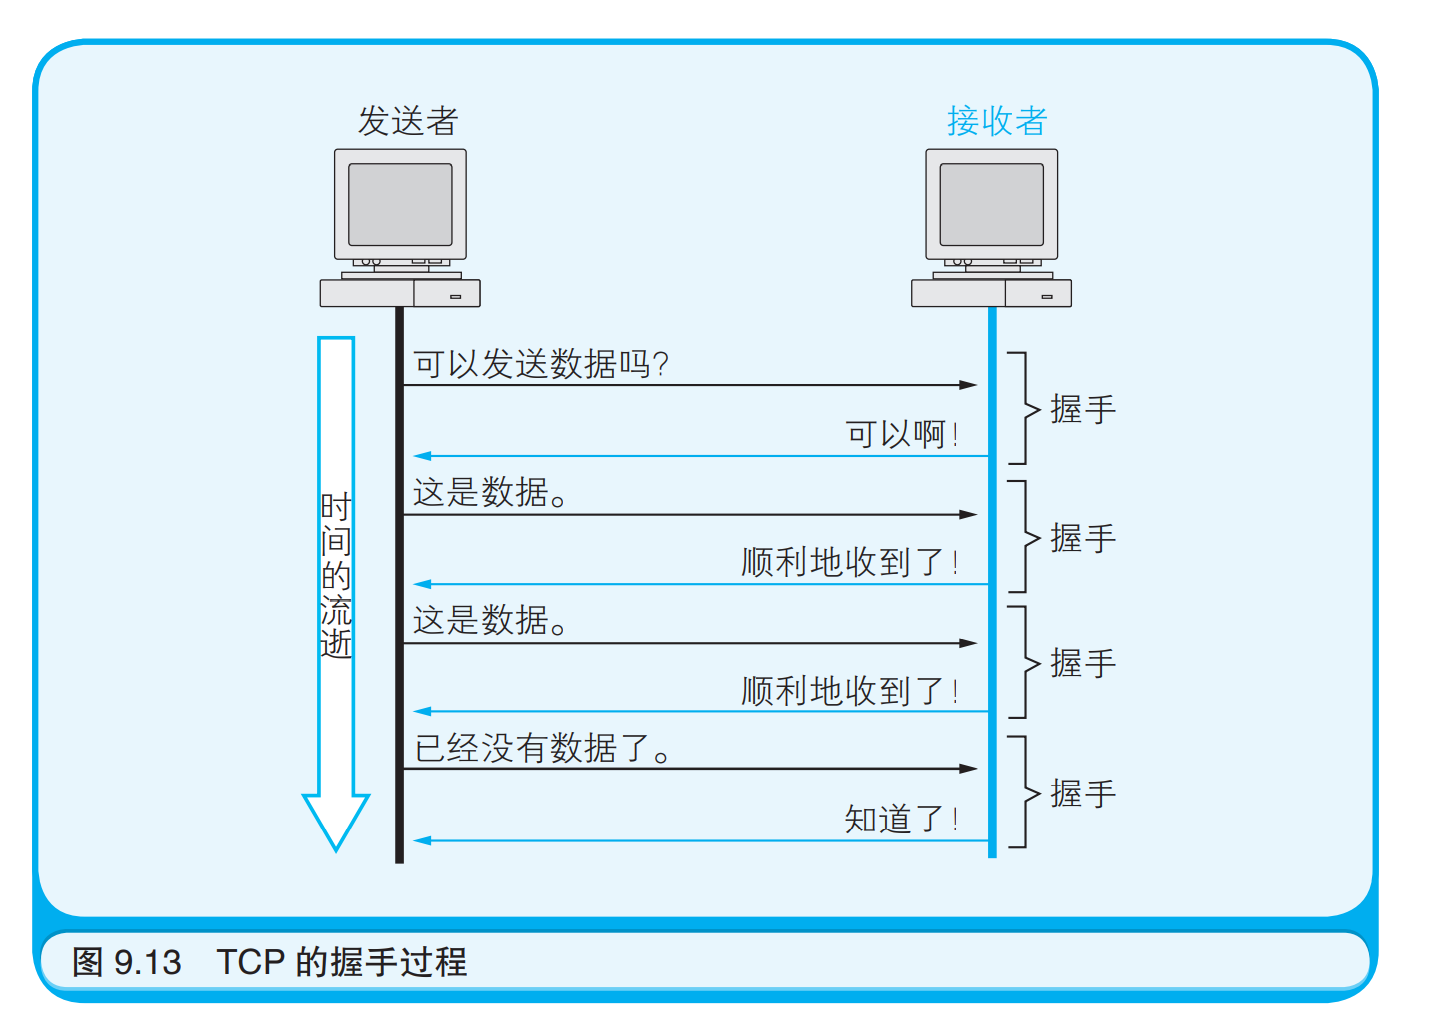 发送者
接收者
可以发送数据吗？
握手
可以啊！
这是数据。
时间的流逝
握手
顺利地收到了！
这是数据。
握手
顺利地收到了！
已经没有数据了。
握手
知道了！
图 9.13 TCP 的握手过程